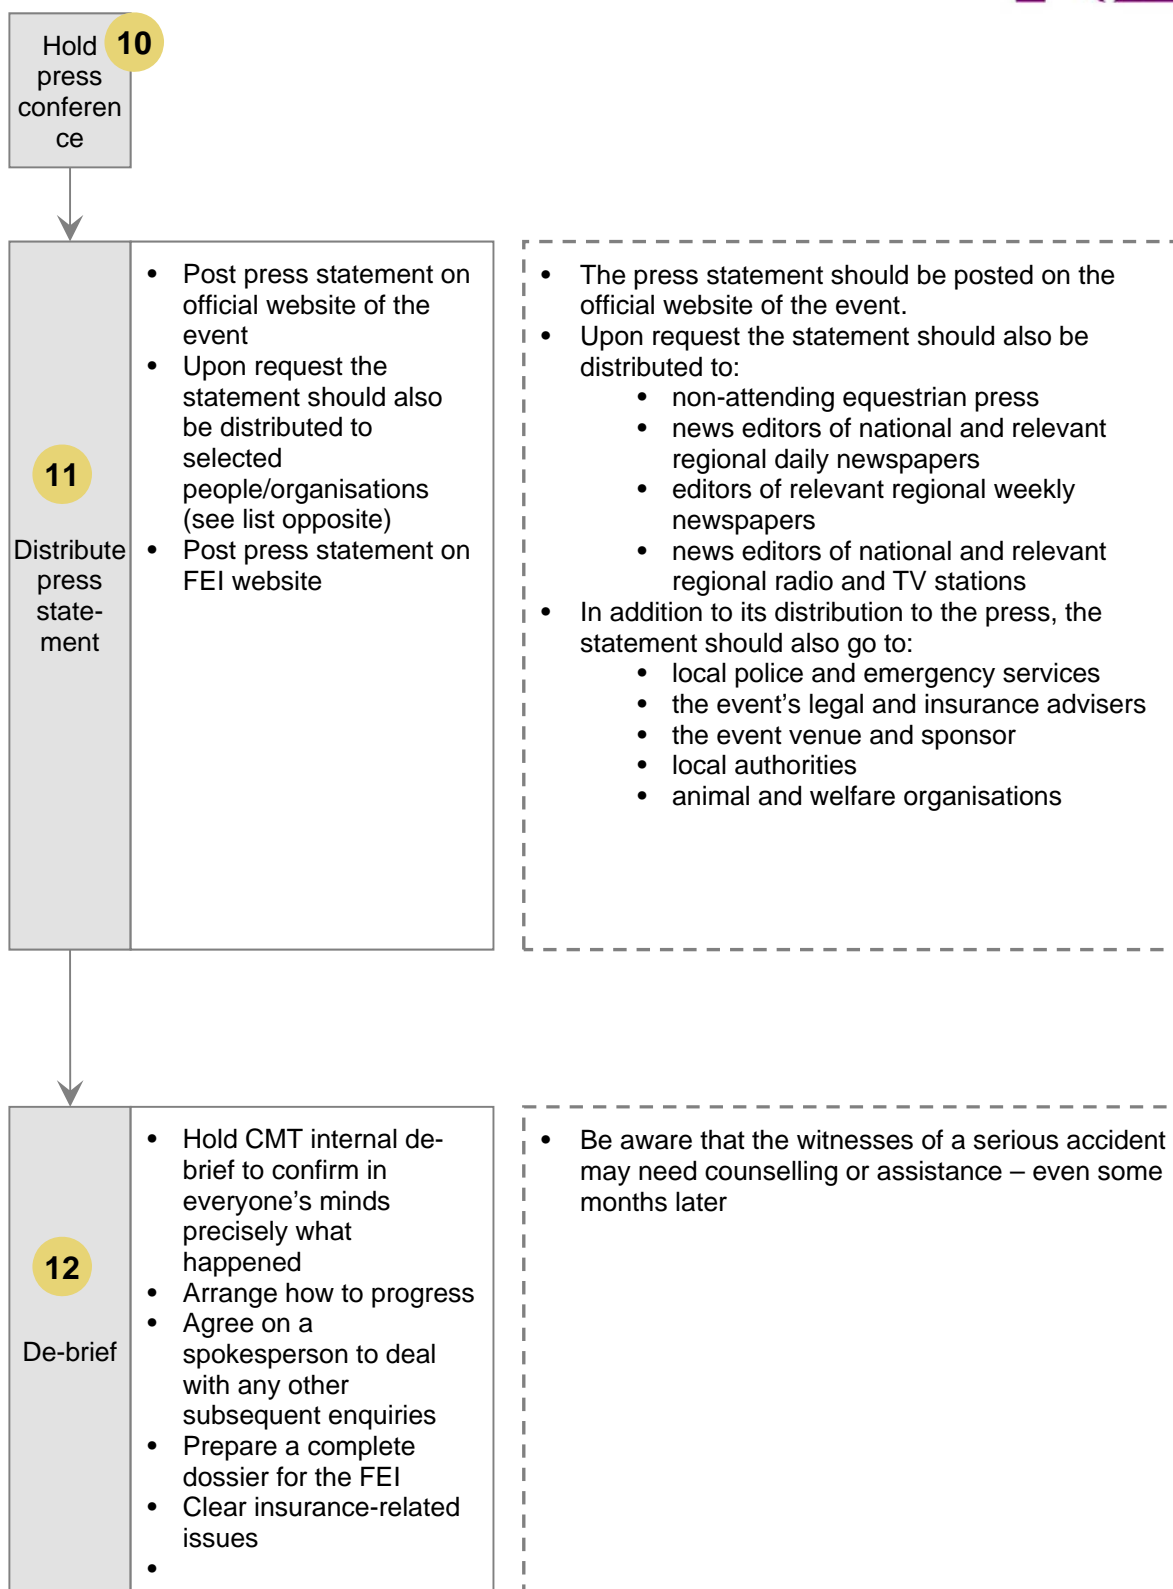 Hold 10
press
conferen
ce
11
Distribute
press
state-
ment
• Post press statement on
official website of the
event
• Upon request the
statement should also
be distributed to
selected
people/organisations
(see list opposite)
• Post press statement on
FEI website
• The press statement should be posted on the
official website of the event.
• Upon request the statement should also be
distributed to:
• non-attending equestrian press
• news editors of national and relevant
regional daily newspapers
• editors of relevant regional weekly
newspapers
• news editors of national and relevant
regional radio and TV stations
• In addition to its distribution to the press, the
statement should also go to:
• local police and emergency services
• the event’s legal and insurance advisers
• the event venue and sponsor
• local authorities
• animal and welfare organisations
12
De-brief
• Hold CMT internal de-
brief to confirm in
everyone’s minds
precisely what
happened
• Arrange how to progress
• Agree on a
spokesperson to deal
with any other
subsequent enquiries
• Prepare a complete
dossier for the FEI
• Clear insurance-related
issues
•
• Be aware that the witnesses of a serious accident
may need counselling or assistance – even some
months later